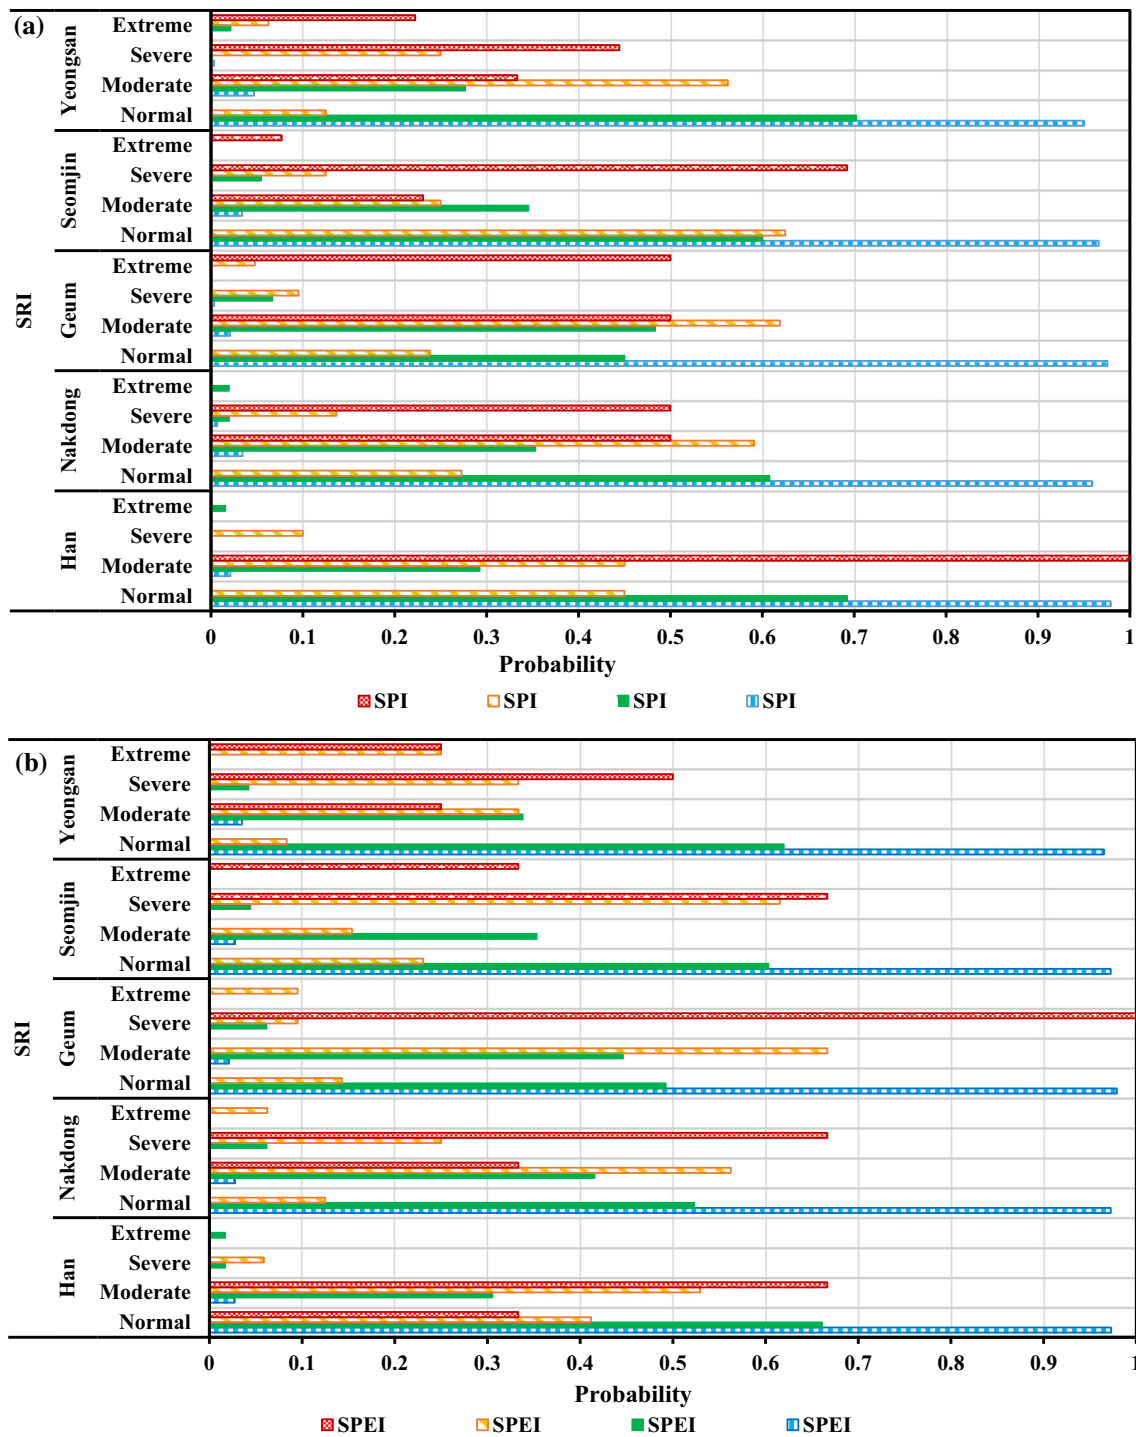 (a)
SRI
Yeongsan
Extreme
Severe
Moderate
Normal
Seomjin
Extreme
Severe
Moderate
Normal
Geum
Extreme
Severe
Moderate
Normal
Nakdong
Extreme
Severe
Moderate
Normal
Han
Extreme
Severe
Moderate
Normal
0 0.1 0.2 0.3 0.4 0.5 0.6 0.7 0.8 0.9 1
Probability
SPI SPI SPI SPI
(b)
SRI
Yeongsan
Extreme
Severe
Moderate
Normal
Seomjin
Extreme
Severe
Moderate
Normal
Geum
Extreme
Severe
Moderate
Normal
Nakdong
Extreme
Severe
Moderate
Normal
Han
Extreme
Severe
Moderate
Normal
0 0.1 0.2 0.3 0.4 0.5 0.6 0.7 0.8 0.9 1
Probability
SPEI SPEI SPEI SPEI